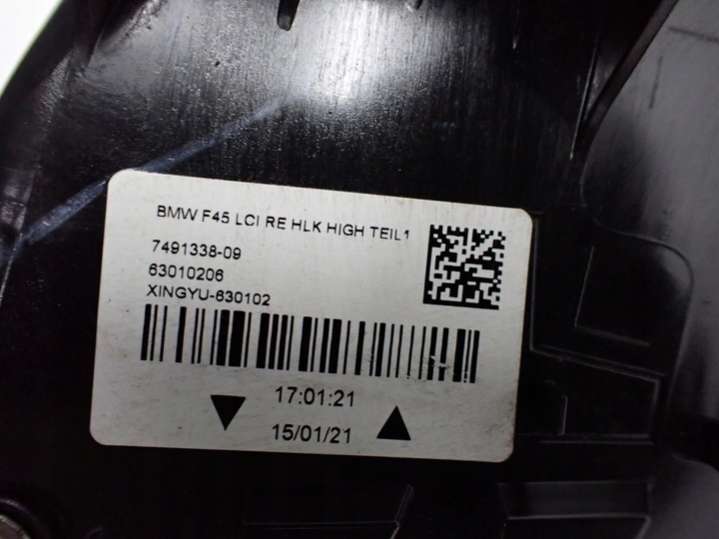 BMW F45 LCI RE HLK HIGH TEIL1
7491338-09
63010206
XINGYU-630102
17:01:21
15/01/21